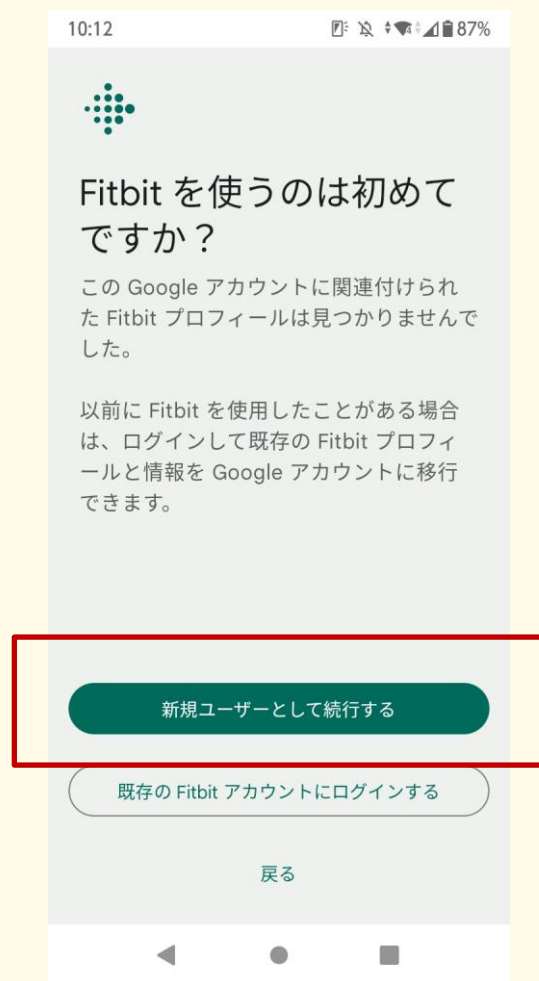 10:12
87%
Fitbit を使うのは初めて
ですか？
この Google アカウントに関連付けられ
た Fitbit プロフィールは見つかりませんで
した。
以前に Fitbit を使用したことがある場合
は、ログインして既存の Fitbit プロフィ
ールと情報を Google アカウントに移行
できます。
新規ユーザーとして続行する
既存の Fitbit アカウントにログインする
戻る